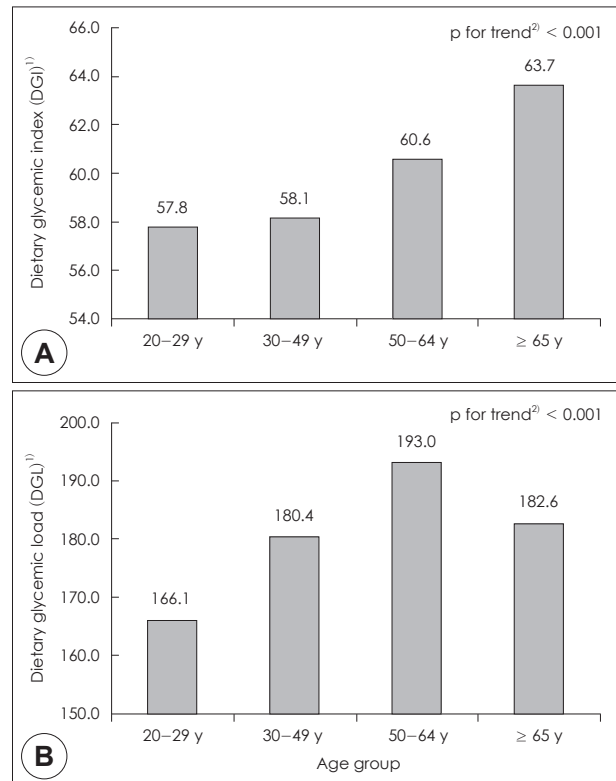 66.0
p for trend2) < 0.001
64.0
63.7
62.0
60.6
60.0
58.1
57.8
58.0
56.0
54.0
Dietary glycemic index (DGI)1)
20−29 y 30−49 y 50−64 y ≥ 65 y
A
200.0
p for trend2) < 0.001
193.0
190.0
182.6
180.4
180.0
170.0
166.1
160.0
150.0
Dietary glycemic load (DGL)1)
20−29 y 30−49 y 50−64 y ≥ 65 y
B
Age group